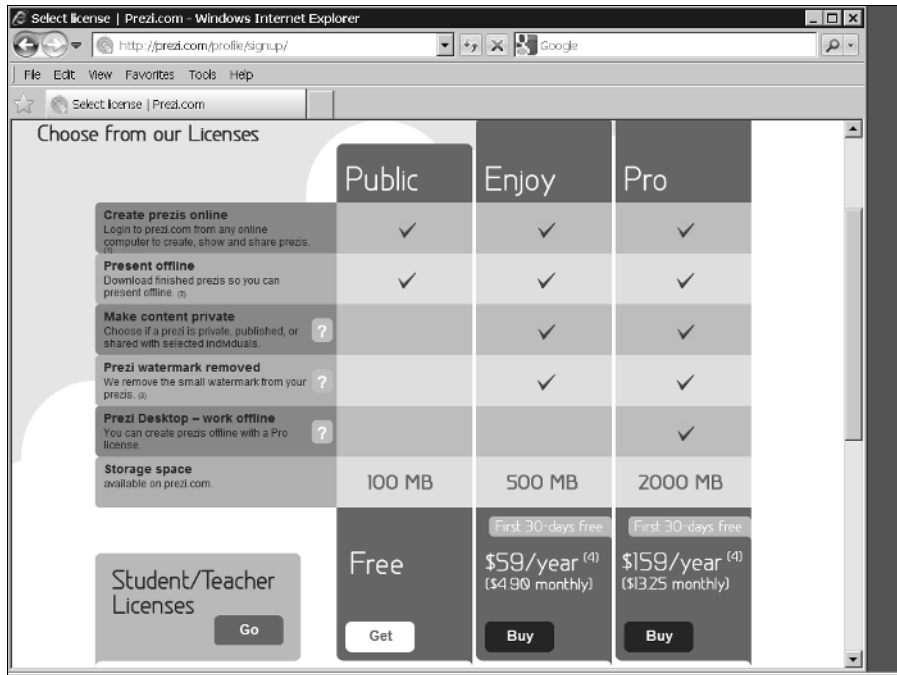 Select license | Prezi.com - Windows Internet Explorer
http://prezi.com/profile/signup/
Google
File Edit View Favorites Tools Help
Select license | Prezi.com
Choose from our Licenses
Public Enjoy Pro
Create prezis online
Login to prezi.com from any online
computer to create, show and share prezis.
(1)
Present offline
Download finished prezis so you can
present offline. (2)
Make content private
Choose if a prezi is private, published, or
shared with selected individuals.
?
Prezi watermark removed
We remove the small watermark from your
prezis. (3)
?
Prezi Desktop – work offline
You can create prezis offline with a Pro
license.
?
Storage space
available on prezi.com.
100 MB 500 MB 2000 MB
First 30-days free First 30-days free
Free $59/year (4) $159/year (4)
($4.90 monthly) ($13.25 monthly)
Student/Teacher
Licenses
Go
Get Buy Buy